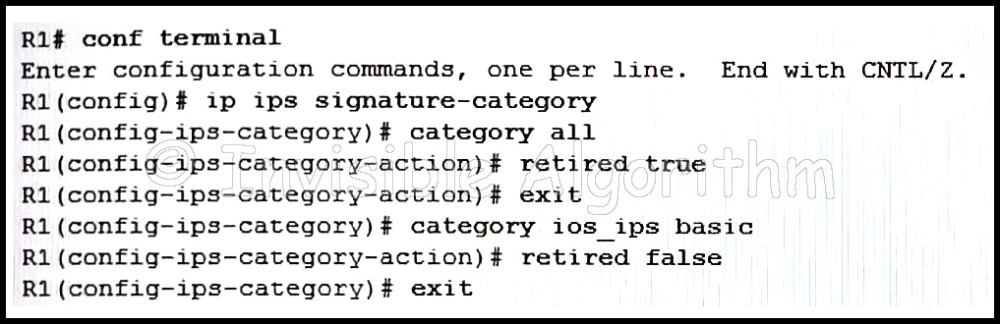 R1# conf terminal
Enter configuration commands, one per line.  End with CNTL/Z.
R1(config)# ip ips signature-category
R1(config-ips-category)# category all
R1(config-ips-category-action)# retired true
© Invisible Algorithm
R1(config-ips-category-action)# exit
R1(config-ips-category)# category ios_ips basic
R1(config-ips-category-action)# retired false
R1(config-ips-category)# exit